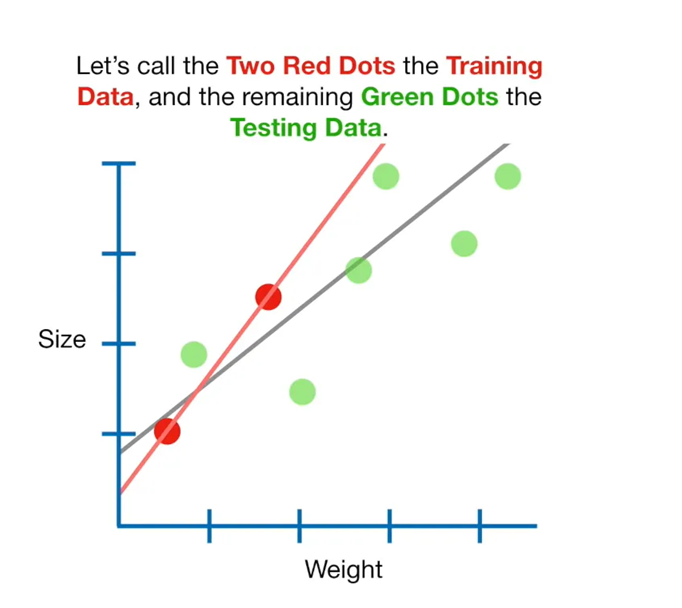 Let’s call the Two Red Dots the Training
Data, and the remaining Green Dots the
Testing Data.
Size
Weight